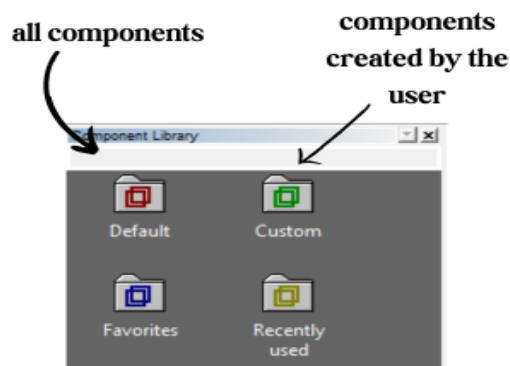 all components
components
created by the
user
Component Library
Default
Custom
Favorites
Recently
used